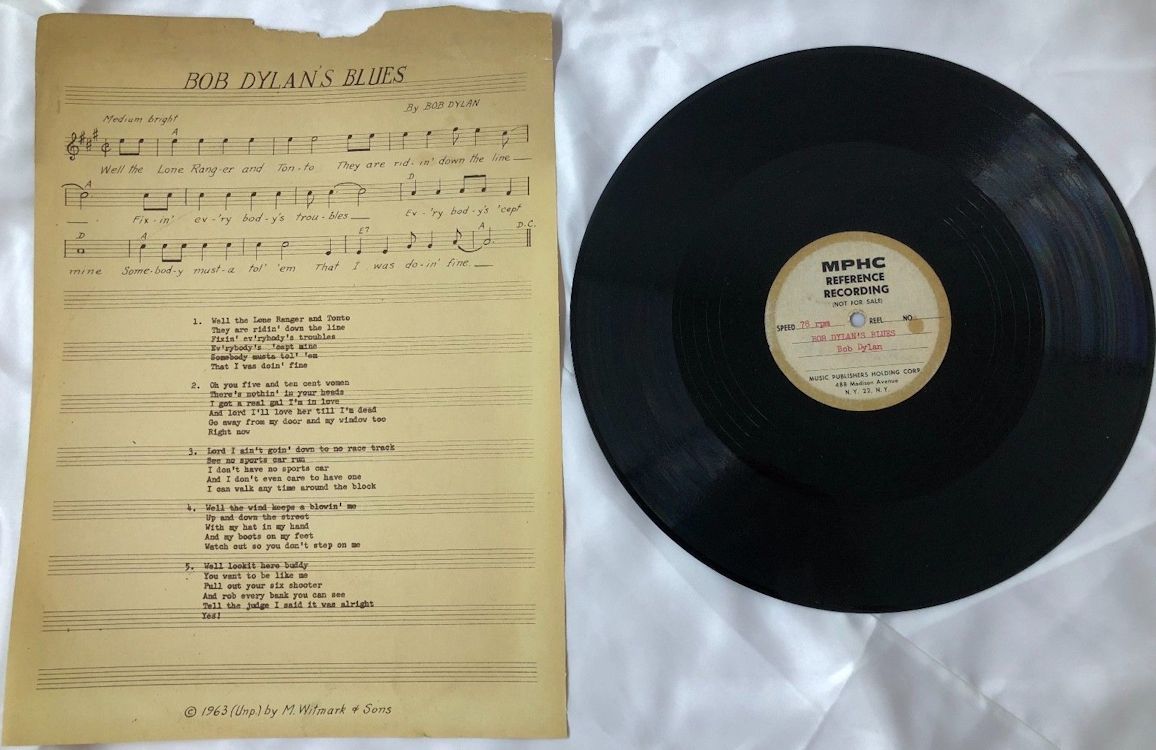 BOB DYLAN'S BLUES
By BOB DYLAN
Medium bright
A
Well the Lone Rang-er and Ton-to They are rid-in' down the line
A D
Fix-in' ev-'ry bod-y's trou-bles Ev-'ry bod-y's 'cept
D A E7 A D.C.
mine Some-bod-y must-a tol' 'em That I was do-in' fine.
1. Well the Lone Ranger and Tonto
They are ridin' down the line
Fixin' ev'rybody's troubles
Ev'rybody's 'cept mine
Somebody musta tol' 'em
That I was doin' fine
2. Oh you five and ten cent women
There's nothin' in your heads
I got a real gal I'm in love
And lord I'll love her till I'm dead
Go away from my door and my window too
Right now
3. Lord I ain't goin' down to no race track
See no sports car run
I don't have no sports car
And I don't even care to have one
I can walk any time around the block
4. Well the wind keeps a blowin' me
Up and down the street
With my hat in my hand
And my boots on my feet
Watch out so you don't step on me
5. Well lookit here buddy
You want to be like me
Pull out your six shooter
And rob every bank you can see
Tell the judge I said it was alright
Yes!
© 1963 (Unp.) by M. Witmark & Sons
MPHC
REFERENCE
RECORDING
(NOT FOR SALE)
SPEED 78 rpm REEL NO.
BOB DYLAN'S BLUES
Bob Dylan
MUSIC PUBLISHERS HOLDING CORP.
488 Madison Avenue
N.Y. 22, N.Y.